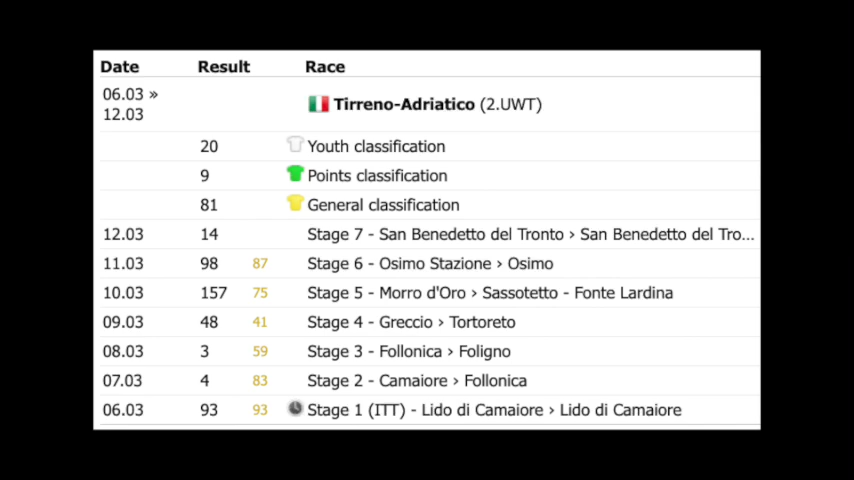 Date Result Race
06.03 » 12.03 Tirreno-Adriatico (2.UWT)
20 Youth classification
9 Points classification
81 General classification
12.03 14 Stage 7 - San Benedetto del Tronto › San Benedetto del Tro...
11.03 98 87 Stage 6 - Osimo Stazione › Osimo
10.03 157 75 Stage 5 - Morro d'Oro › Sassotetto - Fonte Lardina
09.03 48 41 Stage 4 - Greccio › Tortoreto
08.03 3 59 Stage 3 - Follonica › Foligno
07.03 4 83 Stage 2 - Camaiore › Follonica
06.03 93 93 Stage 1 (ITT) - Lido di Camaiore › Lido di Camaiore